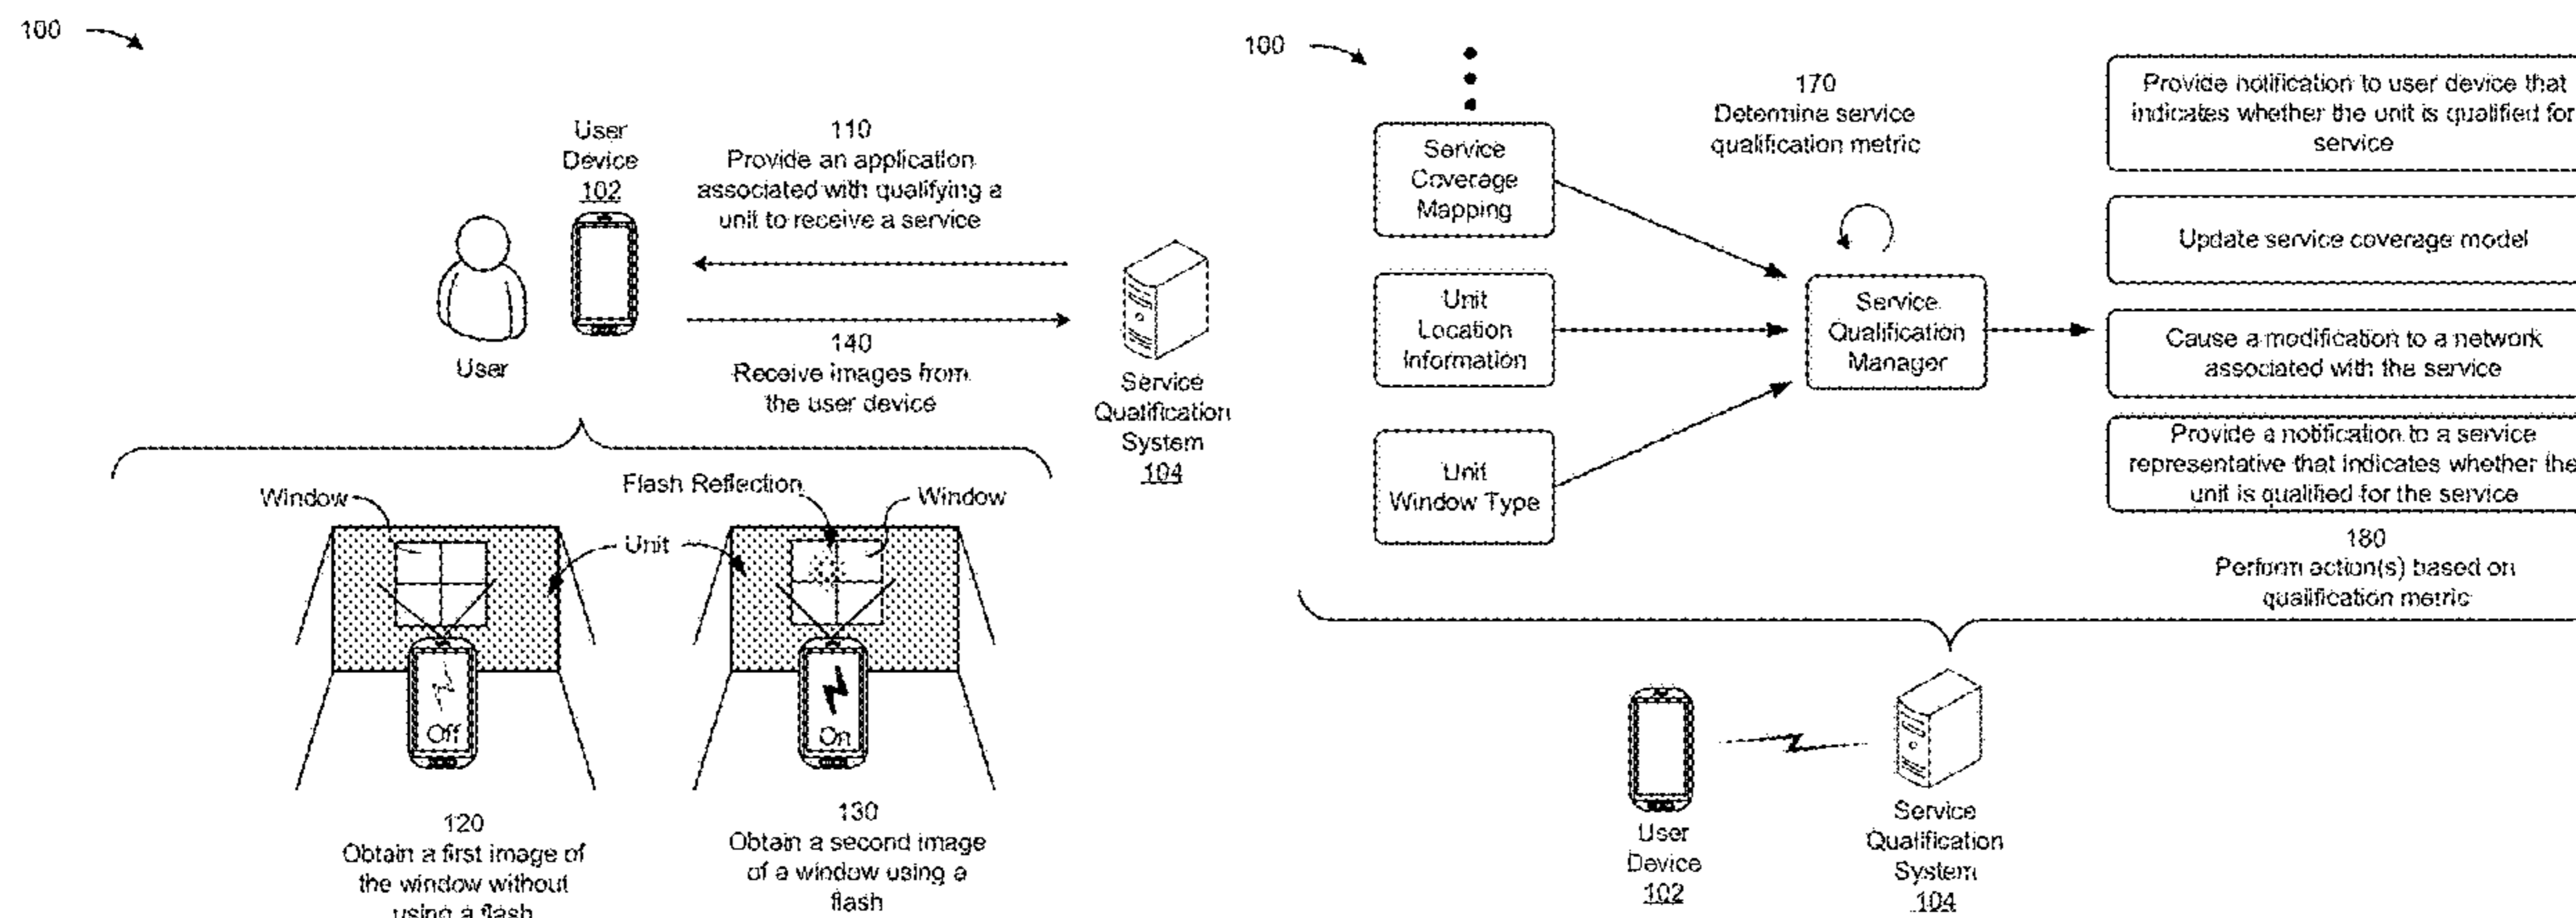 100
User
Device
102
110
Provide an application
associated with qualifying a
unit to receive a service
User
140
Receive images from
the user device
Service
Qualification
System
104
Window
Flash Reflection
Window
Unit
Off
On
120
Obtain a first image of
the window without
using a flash
130
Obtain a second image
of a window using a
flash
100
Service
Coverage
Mapping
Unit
Location
Information
Unit
Window Type
170
Determine service
qualification metric
Service
Qualification
Manager
Provide notification to user device that
indicates whether the unit is qualified for
service
Update service coverage model
Cause a modification to a network
associated with the service
Provide a notification to a service
representative that indicates whether the
unit is qualified for the service
180
Perform action(s) based on
qualification metric
User
Device
102
Service
Qualification
System
104